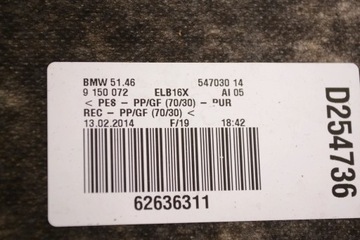 BMW 51.46 547030 14
9 150 072 ELB16X AI 05
< PES - PP/GF (70/30) - PUR
REC - PP/GF (70/30) <
13.02.2014 F/19 18:42
62636311
D254736